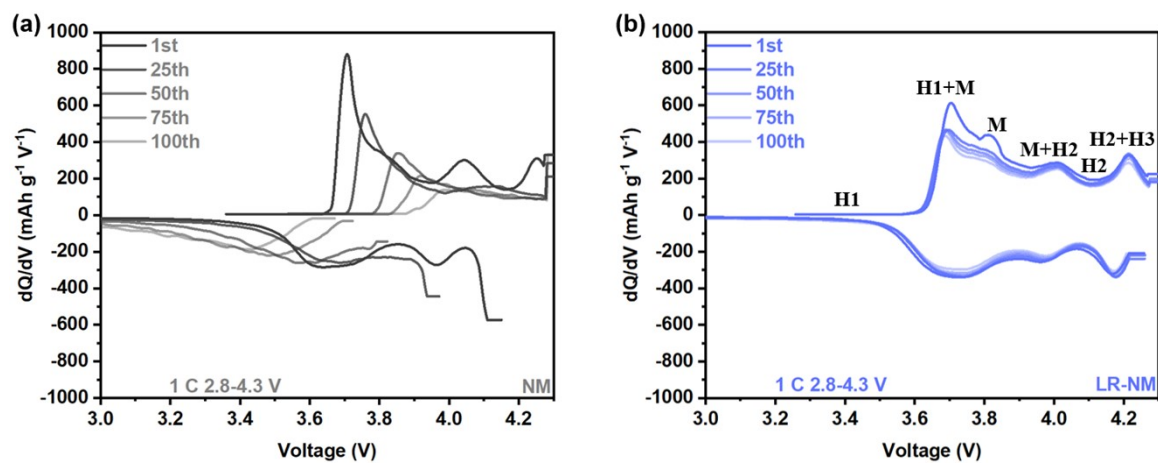 (a)
1000
800
600
400
200
0
-200
-400
-600
-800
-1000
dQ/dV (mAh g⁻¹ V⁻¹)
1st
25th
50th
75th
100th
1 C 2.8-4.3 V
NM
3.0 3.2 3.4 3.6 3.8 4.0 4.2
Voltage (V)
(b)
1000
800
600
400
200
0
-200
-400
-600
-800
-1000
dQ/dV (mAh g⁻¹ V⁻¹)
1st
25th
50th
75th
100th
H1+M
M
M+H2
H2+H3
H2
H1
1 C 2.8-4.3 V
LR-NM
3.0 3.2 3.4 3.6 3.8 4.0 4.2
Voltage (V)